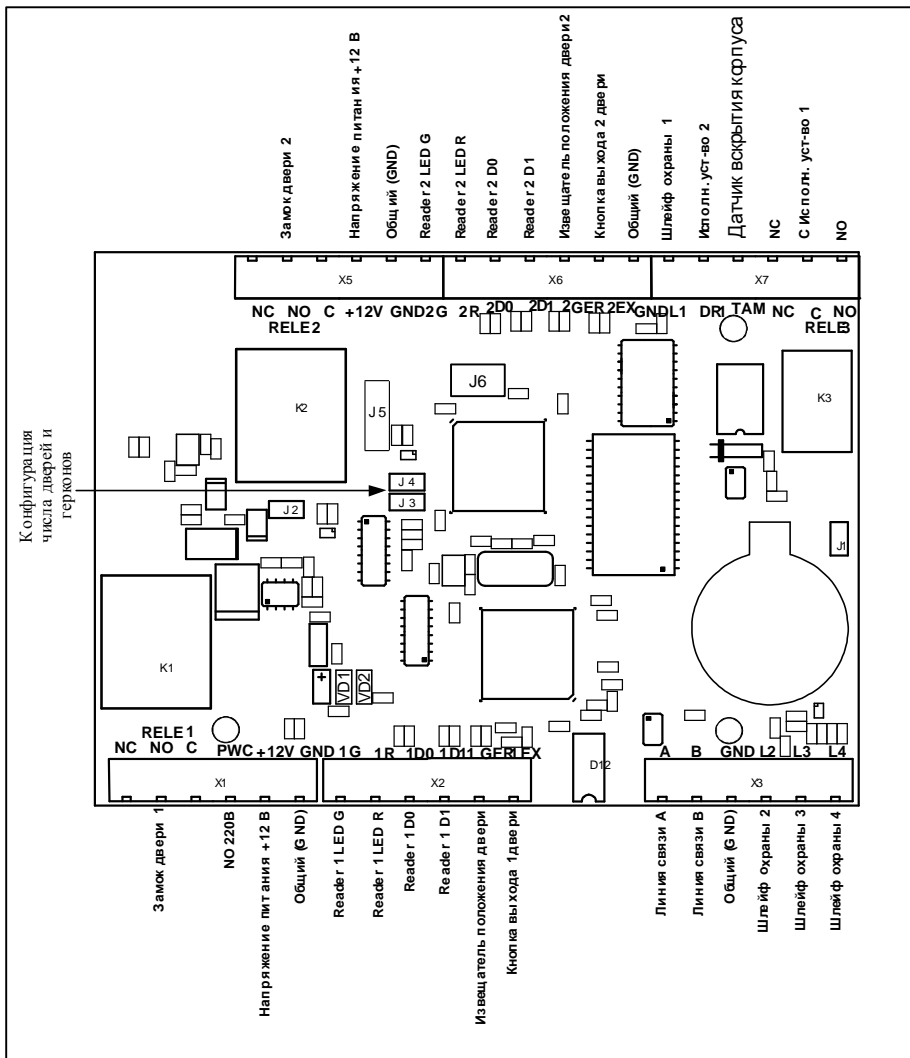 Замок двери 2
Напряжение питания +12 В
Общий (GND)
Reader 2 LED G
Reader 2 LED R
Reader 2 D0
Reader 2 D1
Извещатель положения двери 2
Кнопка выхода 2 двери
Общий (GND)
Шлейф охраны 1
Исполн. уст-во 2
Датчик вскрытия корпуса
NC
С Исполн. уст-во 1
NO
X5
X6
X7
NC NO C +12V GND 2G 2R 2D0 2D1 2GER 2EX GND L1 DR1 TAM NC C NO
RELE2
RELE3
K2
J5
J6
K3
Конфигурация
числа дверей и
герконов
J4
J3
J2
J1
K1
VD1
VD2
RELE1
NC NO C PWC +12V GND 1G 1R 1D0 1D1 1GER 1EX
D12
A B GND L2 L3 L4
X1
X2
X3
Замок двери 1
NO 220В
Напряжение питания +12 В
Общий (GND)
Reader 1 LED G
Reader 1 LED R
Reader 1 D0
Reader 1 D1
Извещатель положения двери
Кнопка выхода 1двери
Линия связи A
Линия связи B
Общий (GND)
Шлейф охраны 2
Шлейф охраны 3
Шлейф охраны 4